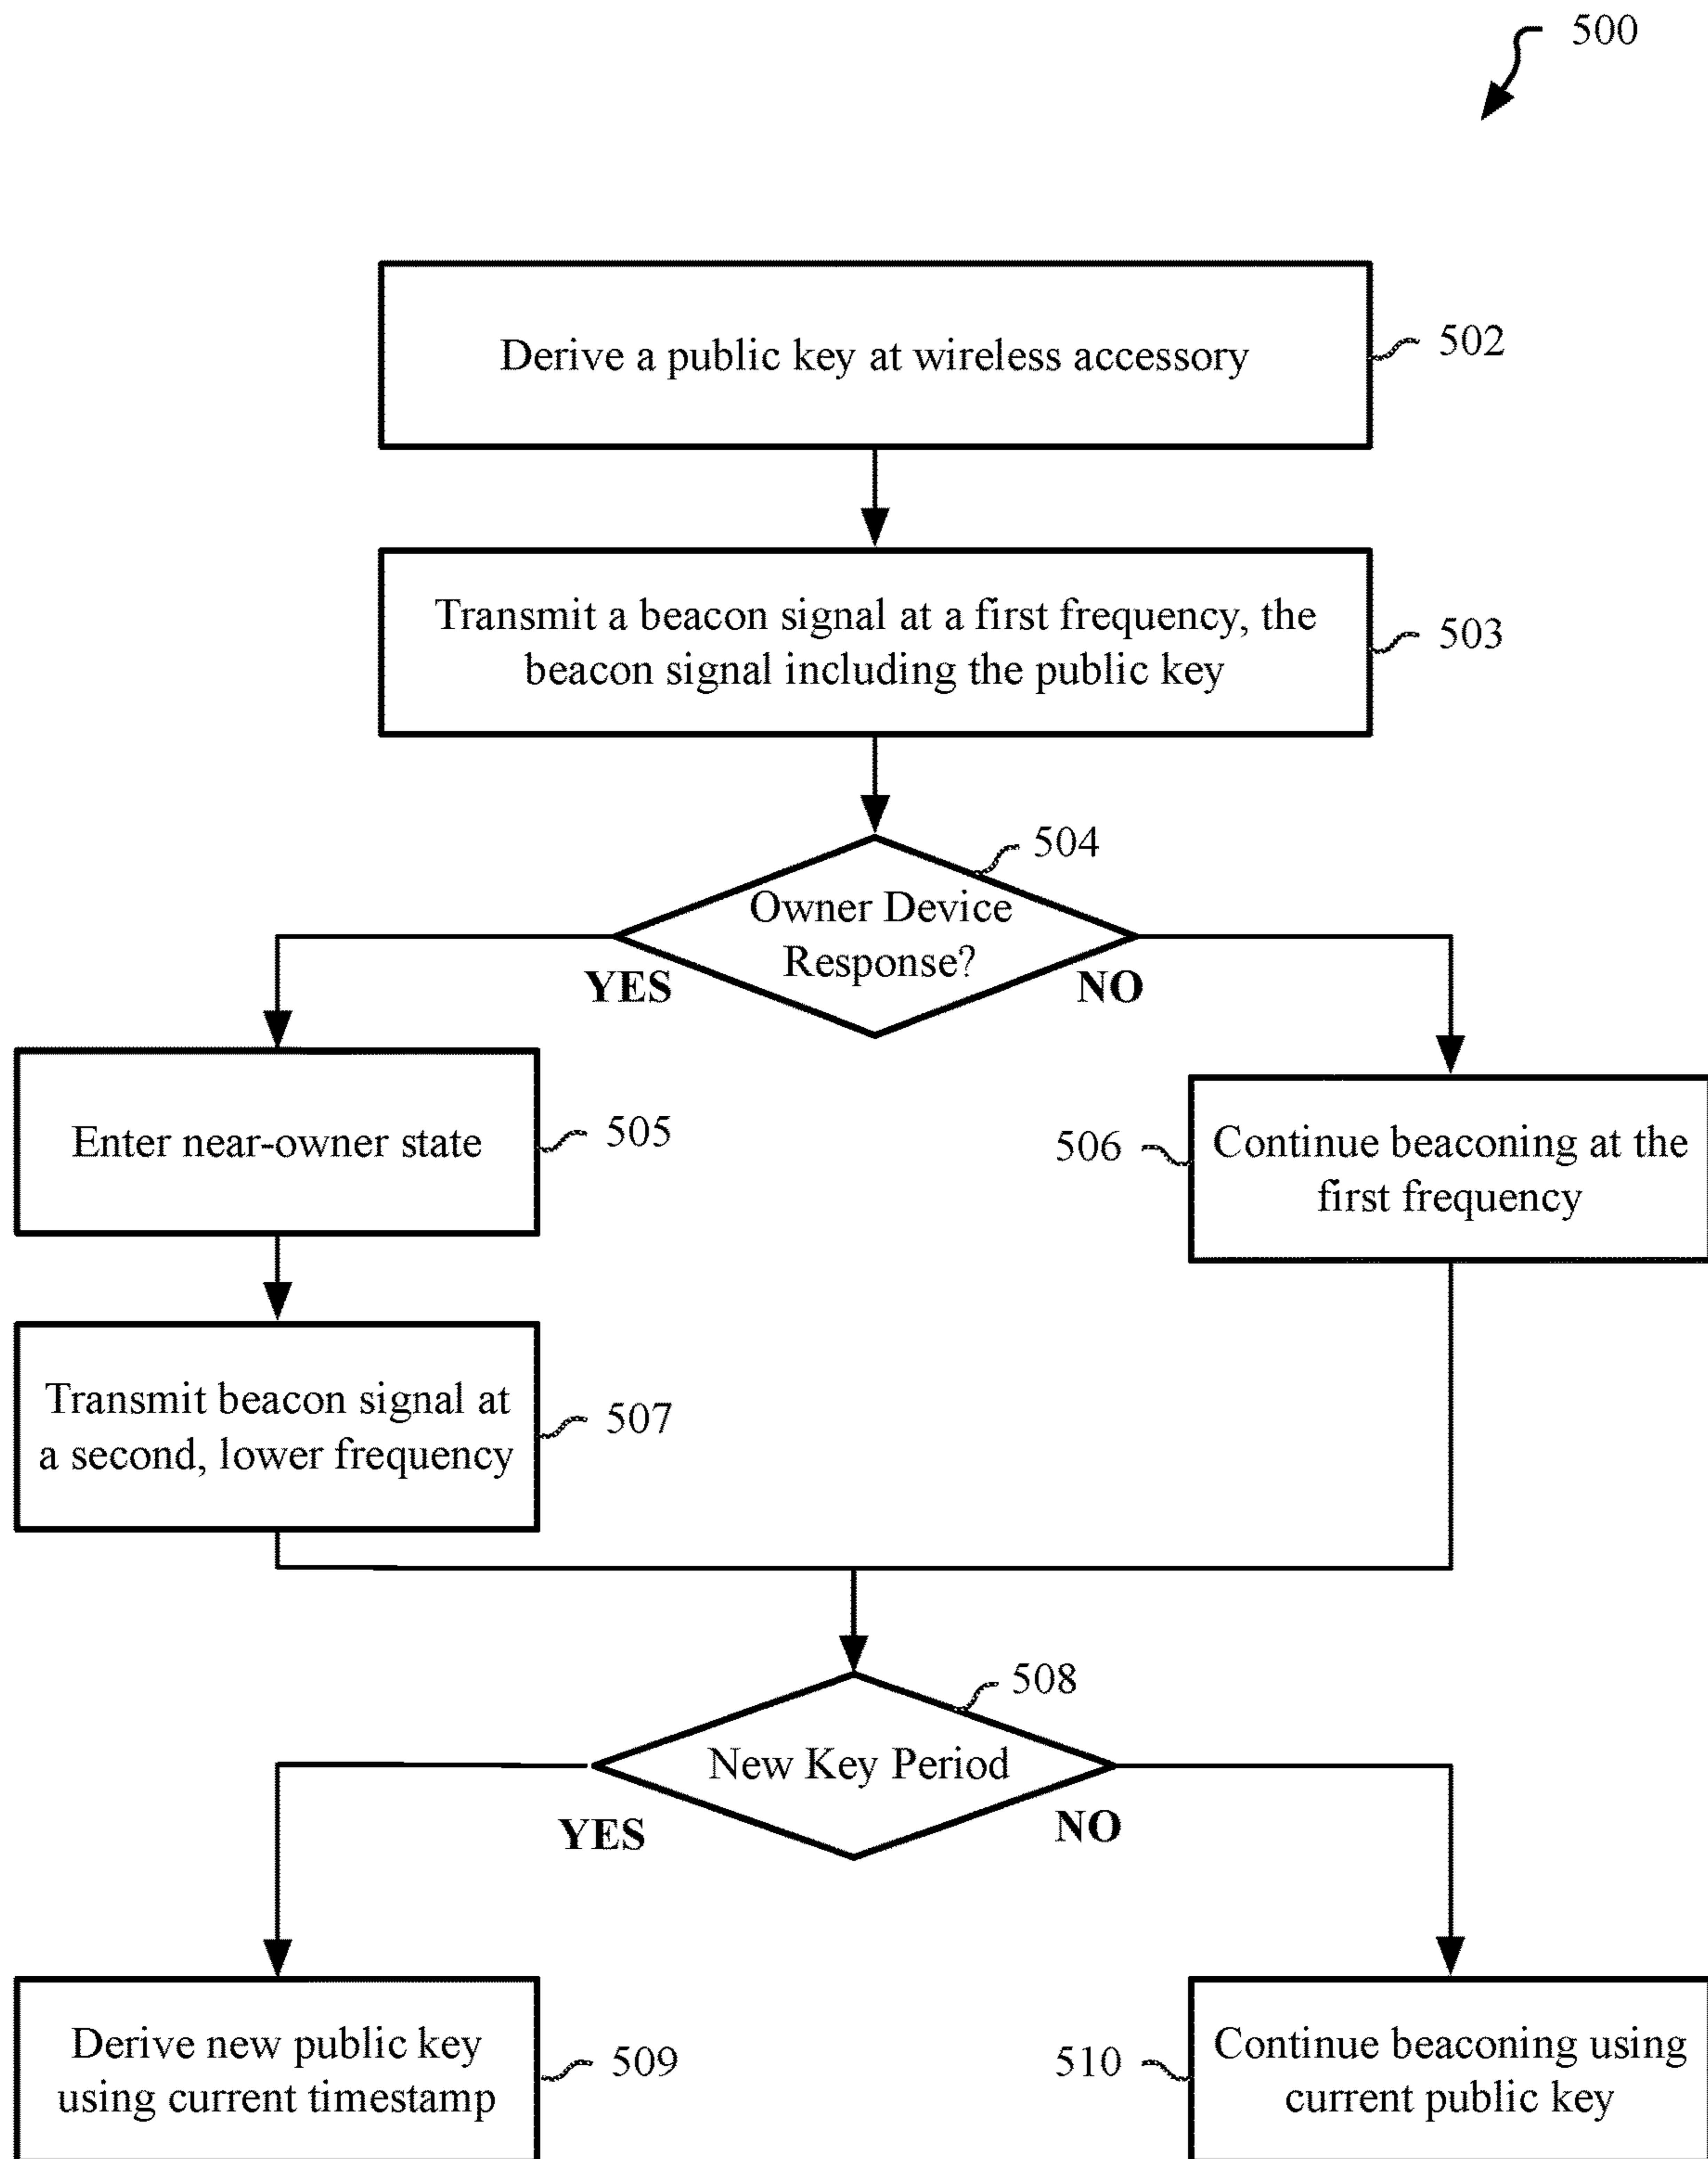 500
Derive a public key at wireless accessory
502
Transmit a beacon signal at a first frequency, the
beacon signal including the public key
503
504
Owner Device
Response?
YES
NO
Enter near-owner state
505
506
Continue beaconing at the
first frequency
Transmit beacon signal at
a second, lower frequency
507
508
New Key Period
YES
NO
Derive new public key
using current timestamp
509
510
Continue beaconing using
current public key